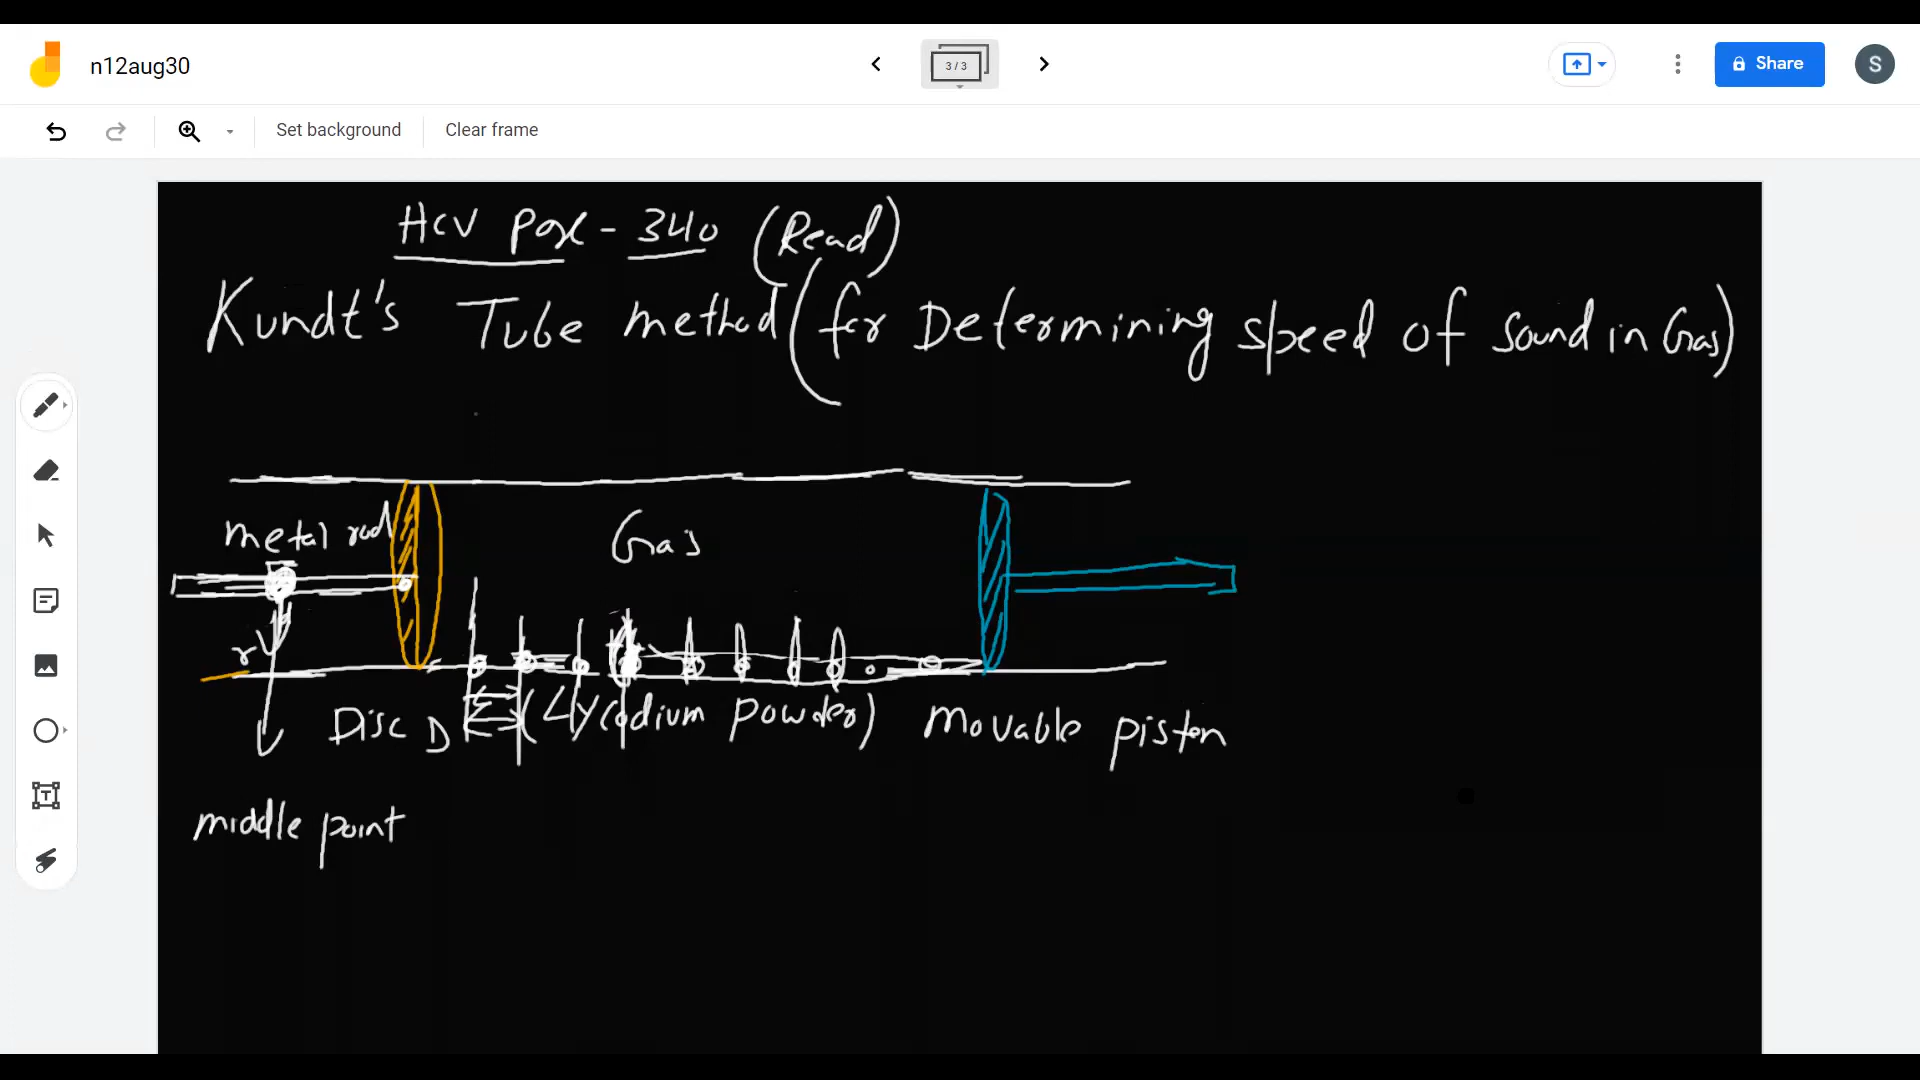 n12aug30
3 / 3
Share
S
Set background
Clear frame
HCV Page - 340 (Read)
Kundt's Tube method (for Determining speed of sound in Gas)
metal rod
Gas
Disc D
(Lycodium powder)
Movable piston
middle point